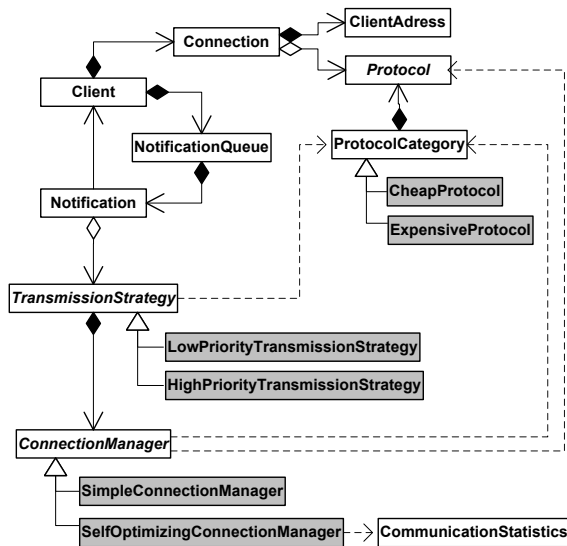 ClientAdress
Connection
Protocol
Client
NotificationQueue
ProtocolCategory
CheapProtocol
Notification
ExpensiveProtocol
TransmissionStrategy
LowPriorityTransmissionStrategy
HighPriorityTransmissionStrategy
ConnectionManager
SimpleConnectionManager
SelfOptimizingConnectionManager
CommunicationStatistics